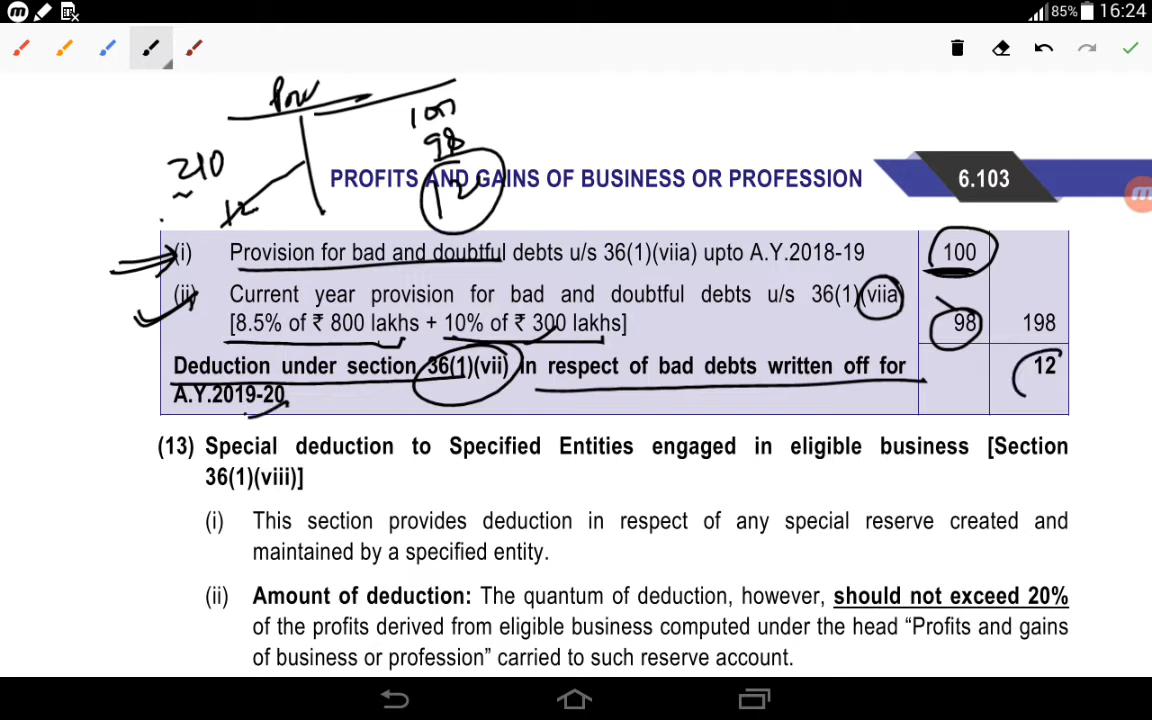 85% 16:24
Prov
100
98
210
12
12
PROFITS AND GAINS OF BUSINESS OR PROFESSION 6.103
(i) Provision for bad and doubtful debts u/s 36(1)(viia) upto A.Y.2018-19 100
(ii) Current year provision for bad and doubtful debts u/s 36(1)(viia)
[8.5% of ₹ 800 lakhs + 10% of ₹ 300 lakhs] 98 198
Deduction under section 36(1)(vii) in respect of bad debts written off for 12
A.Y.2019-20
(13) Special deduction to Specified Entities engaged in eligible business [Section
36(1)(viii)]
(i) This section provides deduction in respect of any special reserve created and
maintained by a specified entity.
(ii) Amount of deduction: The quantum of deduction, however, should not exceed 20%
of the profits derived from eligible business computed under the head “Profits and gains
of business or profession” carried to such reserve account.